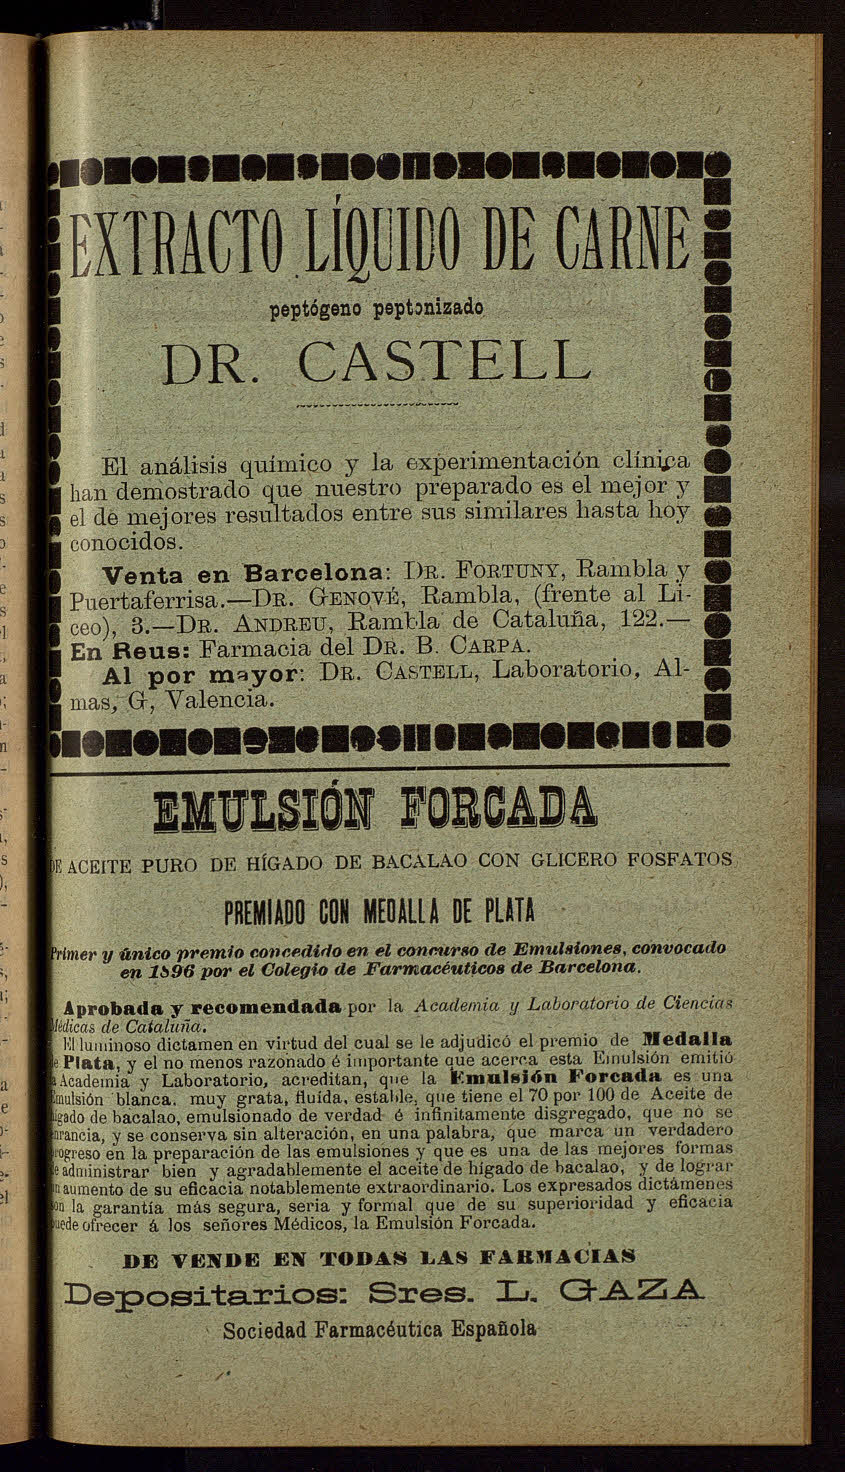 EXTRACTO LÍQUIDO DE CARNE
peptógeno peptonizado
DR. CASTELL
El análisis químico y la experimentación clínica
han demostrado que nuestro preparado es el mejor y
el de mejores resultados entre sus similares hasta hoy
conocidos.
Venta en Barcelona: DR. FORTUNY, Rambla y
Puertaferrisa.—DR. GENOVÉ, Rambla, (frente al Li-
ceo), 3.—DR. ANDREU, Rambla de Cataluña, 122.—
En Reus: Farmacia del DR. B. CARPA.
Al por mayor: DR. CASTELL, Laboratorio, Al-
mas, G, Valencia.
EMULSIÓN FORCADA
DE ACEITE PURO DE HÍGADO DE BACALAO CON GLICERO FOSFATOS
PREMIADO CON MEDALLA DE PLATA
Primer y único premio concedido en el concurso de Emulsiones, convocado
en 1896 por el Colegio de Farmacéuticos de Barcelona.
Aprobada y recomendada por la Academia y Laboratorio de Ciencias
Médicas de Cataluña.
El luminoso dictamen en virtud del cual se le adjudicó el premio de Medalla
de Plata, y el no menos razonado é importante que acerca esta Emulsión emitió
la Academia y Laboratorio, acreditan, que la Emulsión Forcada es una
Emulsión blanca, muy grata, fluída, estable, que tiene el 70 por 100 de Aceite de
hígado de bacalao, emulsionado de verdad é infinitamente disgregado, que no se
enrancia, y se conserva sin alteración, en una palabra, que marca un verdadero
progreso en la preparación de las emulsiones y que es una de las mejores formas
de administrar bien y agradablemente el aceite de hígado de bacalao, y de lograr
un aumento de su eficacia notablemente extraordinario. Los expresados dictámenes
son la garantía más segura, seria y formal que de su superioridad y eficacia
puede ofrecer á los señores Médicos, la Emulsión Forcada.
DE VENDE EN TODAS LAS FARMACIAS
Depositarios: Sres. L. GAZA
Sociedad Farmacéutica Española